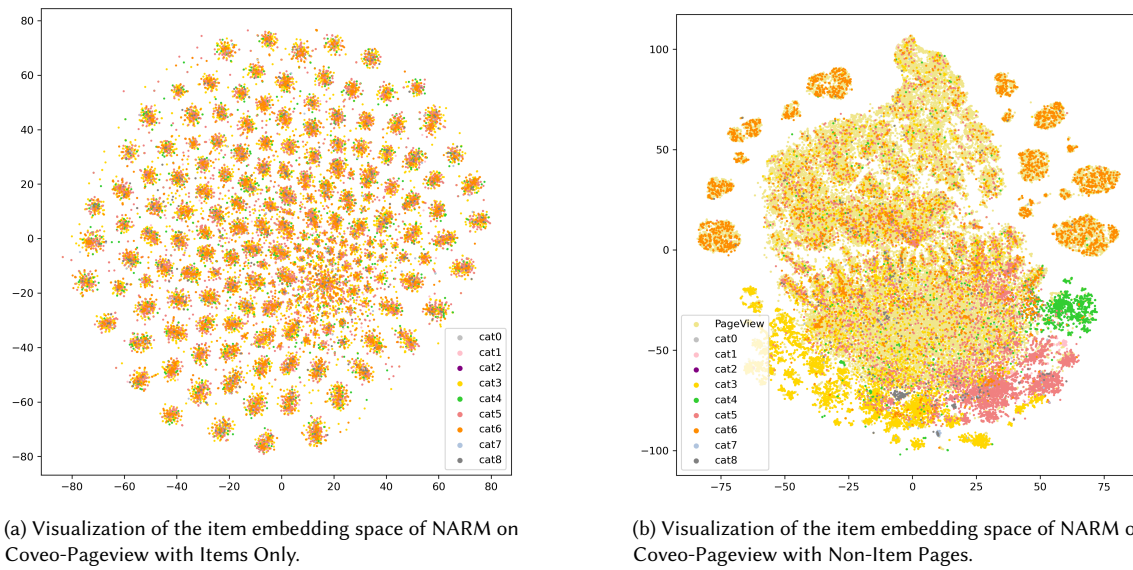 80
60
40
20
0
−20
−40
−60
−80
−80 −60 −40 −20 0 20 40 60 80
cat0
cat1
cat2
cat3
cat4
cat5
cat6
cat7
cat8
(a) Visualization of the item embedding space of NARM on
Coveo-Pageview with Items Only.
100
50
0
−50
−100
−75 −50 −25 0 25 50 75
PageView
cat0
cat1
cat2
cat3
cat4
cat5
cat6
cat7
cat8
(b) Visualization of the item embedding space of NARM o
Coveo-Pageview with Non-Item Pages.